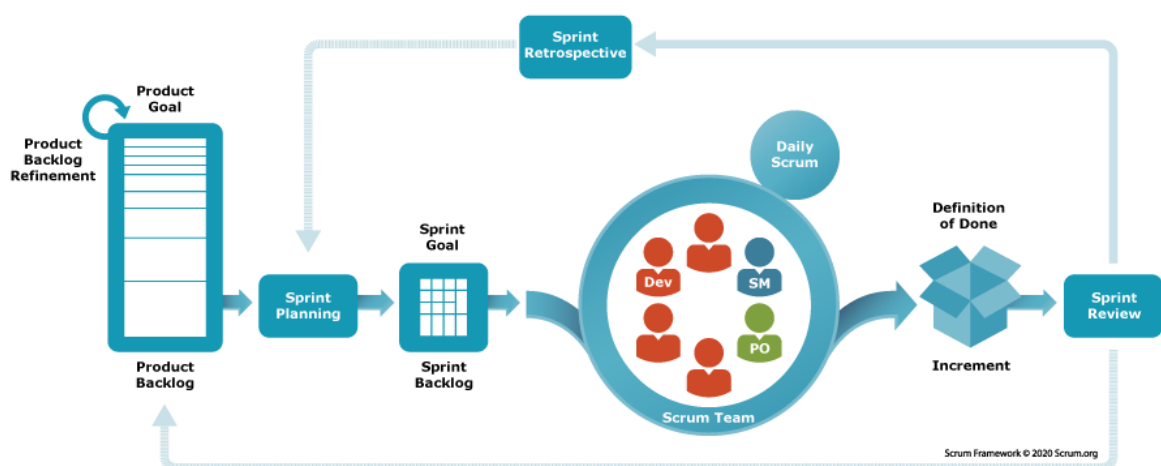 Sprint
Retrospective
Product
Goal
Product
Backlog
Refinement
Daily
Scrum
Sprint
Goal
Definition
of Done
Dev
SM
Sprint
Planning
Sprint
Review
PO
Product
Backlog
Sprint
Backlog
Increment
Scrum Team
Scrum Framework © 2020 Scrum.org